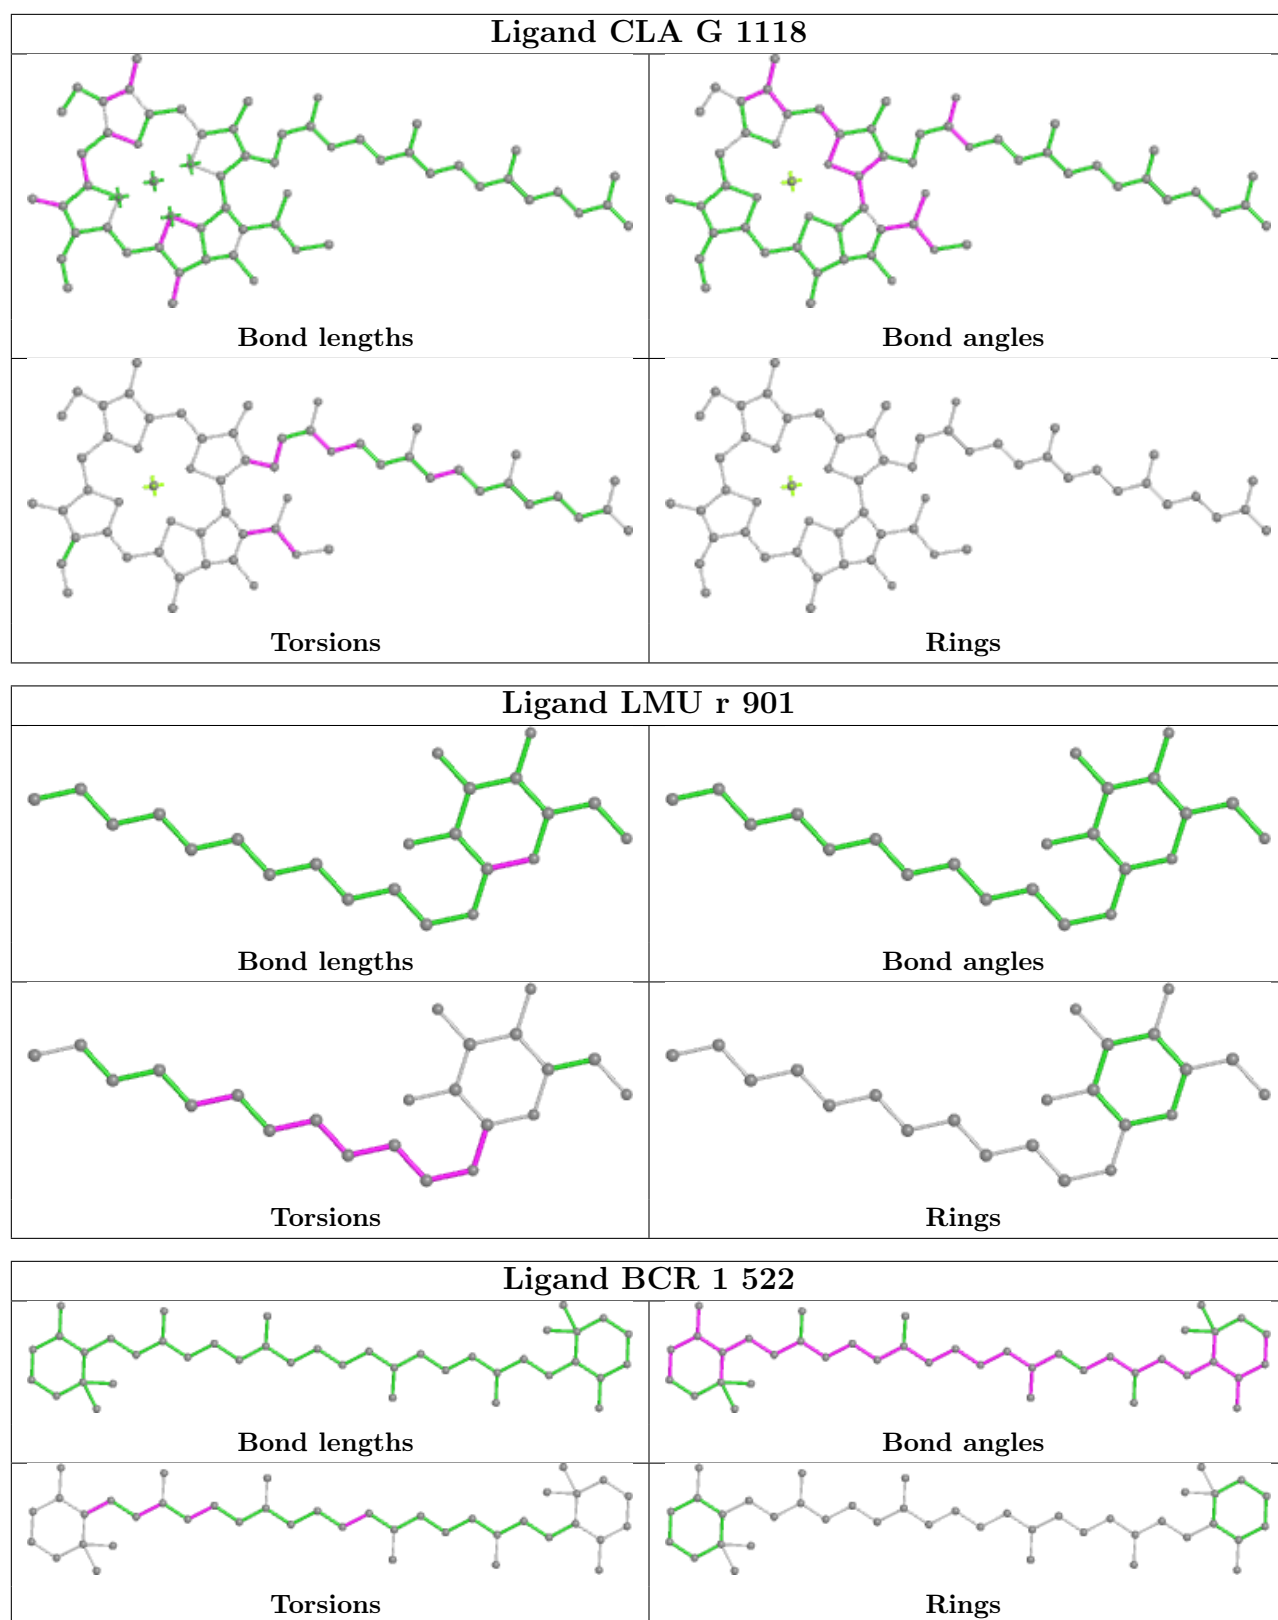 Ligand CLA G 1118
Bond lengths
Bond angles
Torsions
Rings
Ligand LMU r 901
Bond lengths
Bond angles
Torsions
Rings
Ligand BCR 1 522
Bond lengths
Bond angles
Torsions
Rings